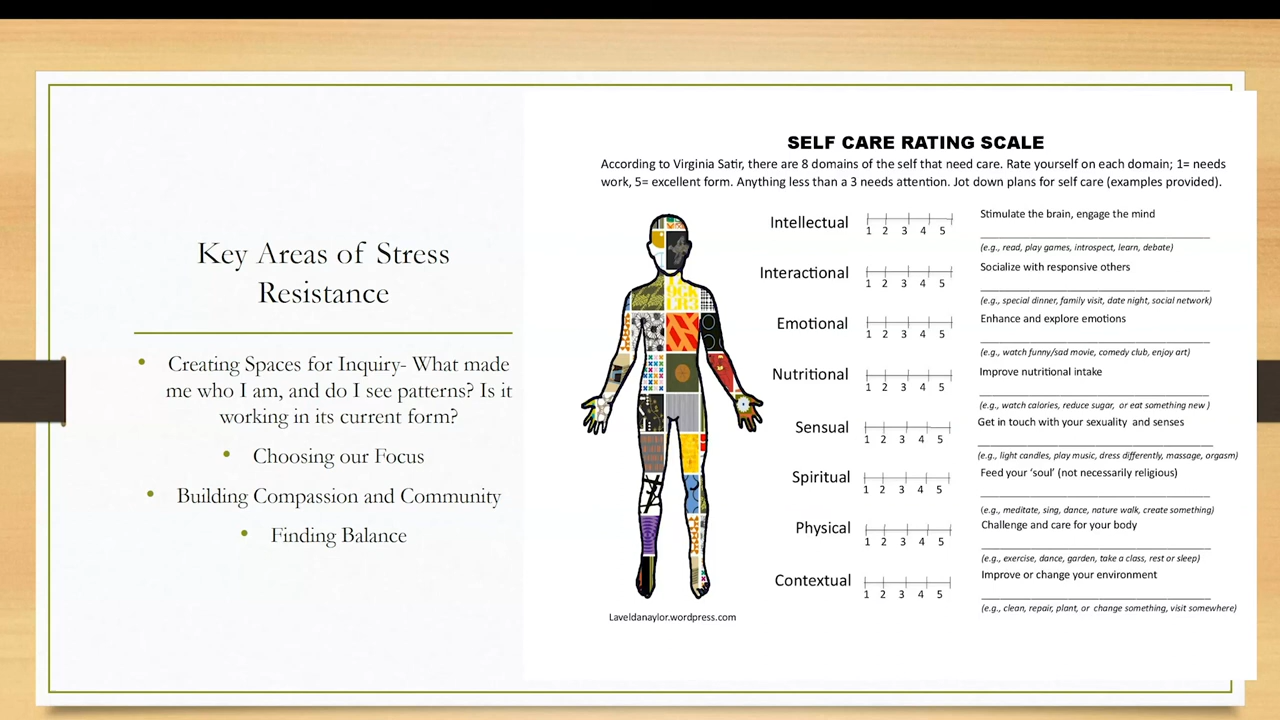 Key Areas of Stress
Resistance
• Creating Spaces for Inquiry- What made
me who I am, and do I see patterns? Is it
working in its current form?
• Choosing our Focus
• Building Compassion and Community
• Finding Balance
SELF CARE RATING SCALE
According to Virginia Satir, there are 8 domains of the self that need care. Rate yourself on each domain; 1= needs
work, 5= excellent form. Anything less than a 3 needs attention. Jot down plans for self care (examples provided).
Intellectual
1 2 3 4 5
Stimulate the brain, engage the mind
(e.g., read, play games, introspect, learn, debate)
Interactional
1 2 3 4 5
Socialize with responsive others
(e.g., special dinner, family visit, date night, social network)
Emotional
1 2 3 4 5
Enhance and explore emotions
(e.g., watch funny/sad movie, comedy club, enjoy art)
Nutritional
1 2 3 4 5
Improve nutritional intake
(e.g., watch calories, reduce sugar, or eat something new )
Sensual
1 2 3 4 5
Get in touch with your sexuality and senses
(e.g., light candles, play music, dress differently, massage, orgasm)
Spiritual
1 2 3 4 5
Feed your ‘soul’ (not necessarily religious)
(e.g., meditate, sing, dance, nature walk, create something)
Physical
1 2 3 4 5
Challenge and care for your body
(e.g., exercise, dance, garden, take a class, rest or sleep)
Contextual
1 2 3 4 5
Improve or change your environment
(e.g., clean, repair, plant, or change something, visit somewhere)
Laveldanaylor.wordpress.com